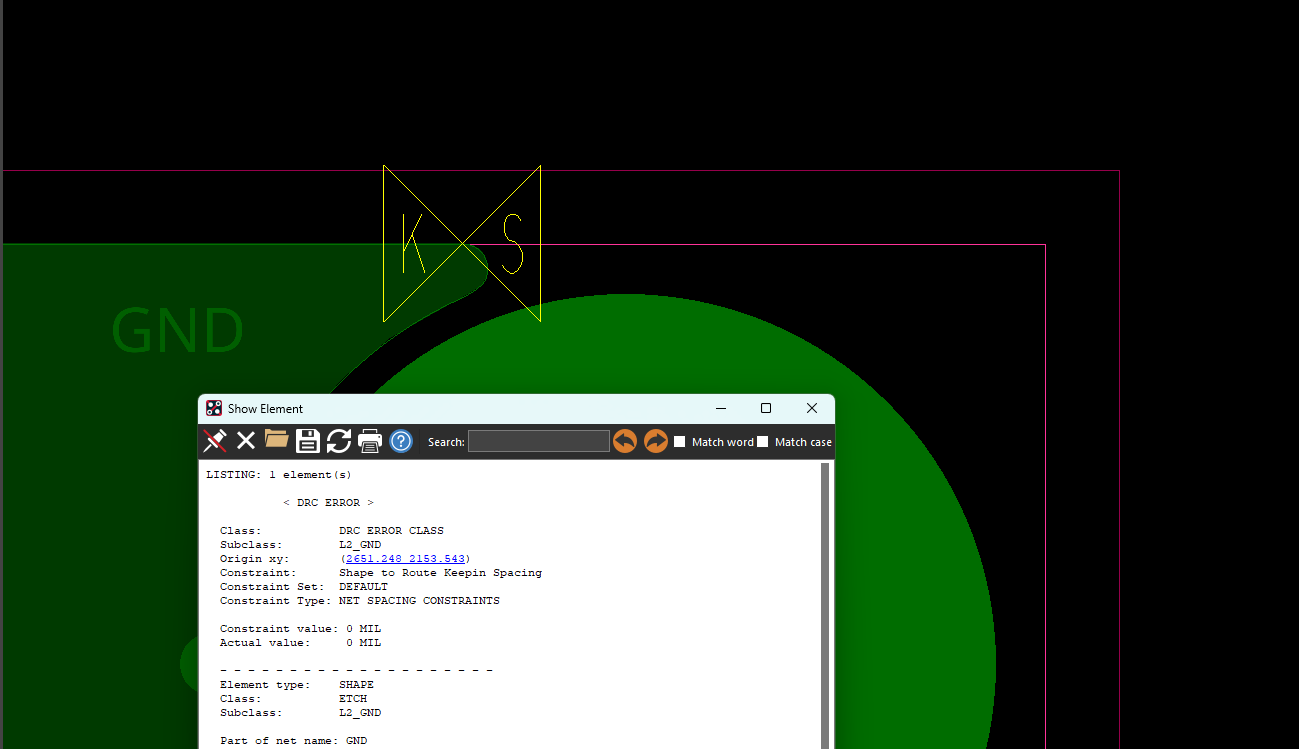 K S
GND
Show Element
Search: Match word Match case
LISTING: 1 element(s)
< DRC ERROR >
Class: DRC ERROR CLASS
Subclass: L2_GND
Origin xy: (2651.248 2153.543)
Constraint: Shape to Route Keepin Spacing
Constraint Set: DEFAULT
Constraint Type: NET SPACING CONSTRAINTS
Constraint value: 0 MIL
Actual value: 0 MIL
- - - - - - - - - - - - - - - - - - - -
Element type: SHAPE
Class: ETCH
Subclass: L2_GND
Part of net name: GND